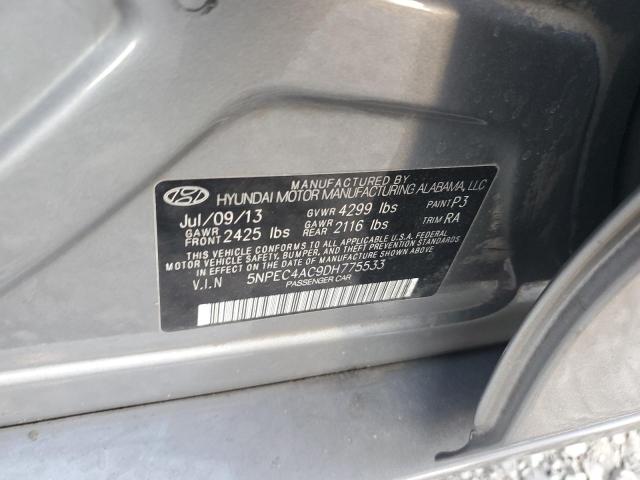 MANUFACTURED BY
HYUNDAI MOTOR MANUFACTURING ALABAMA, LLC
Jul/09/13 GVWR 4299 lbs PAINT P3
GAWR FRONT 2425 lbs GAWR REAR 2116 lbs TRIM RA
THIS VEHICLE CONFORMS TO ALL APPLICABLE U.S.A. FEDERAL
MOTOR VEHICLE SAFETY, BUMPER, AND THEFT PREVENTION STANDARDS
IN EFFECT ON THE DATE OF MANUFACTURE SHOWN ABOVE
V.I.N 5NPEC4AC9DH775533
PASSENGER CAR